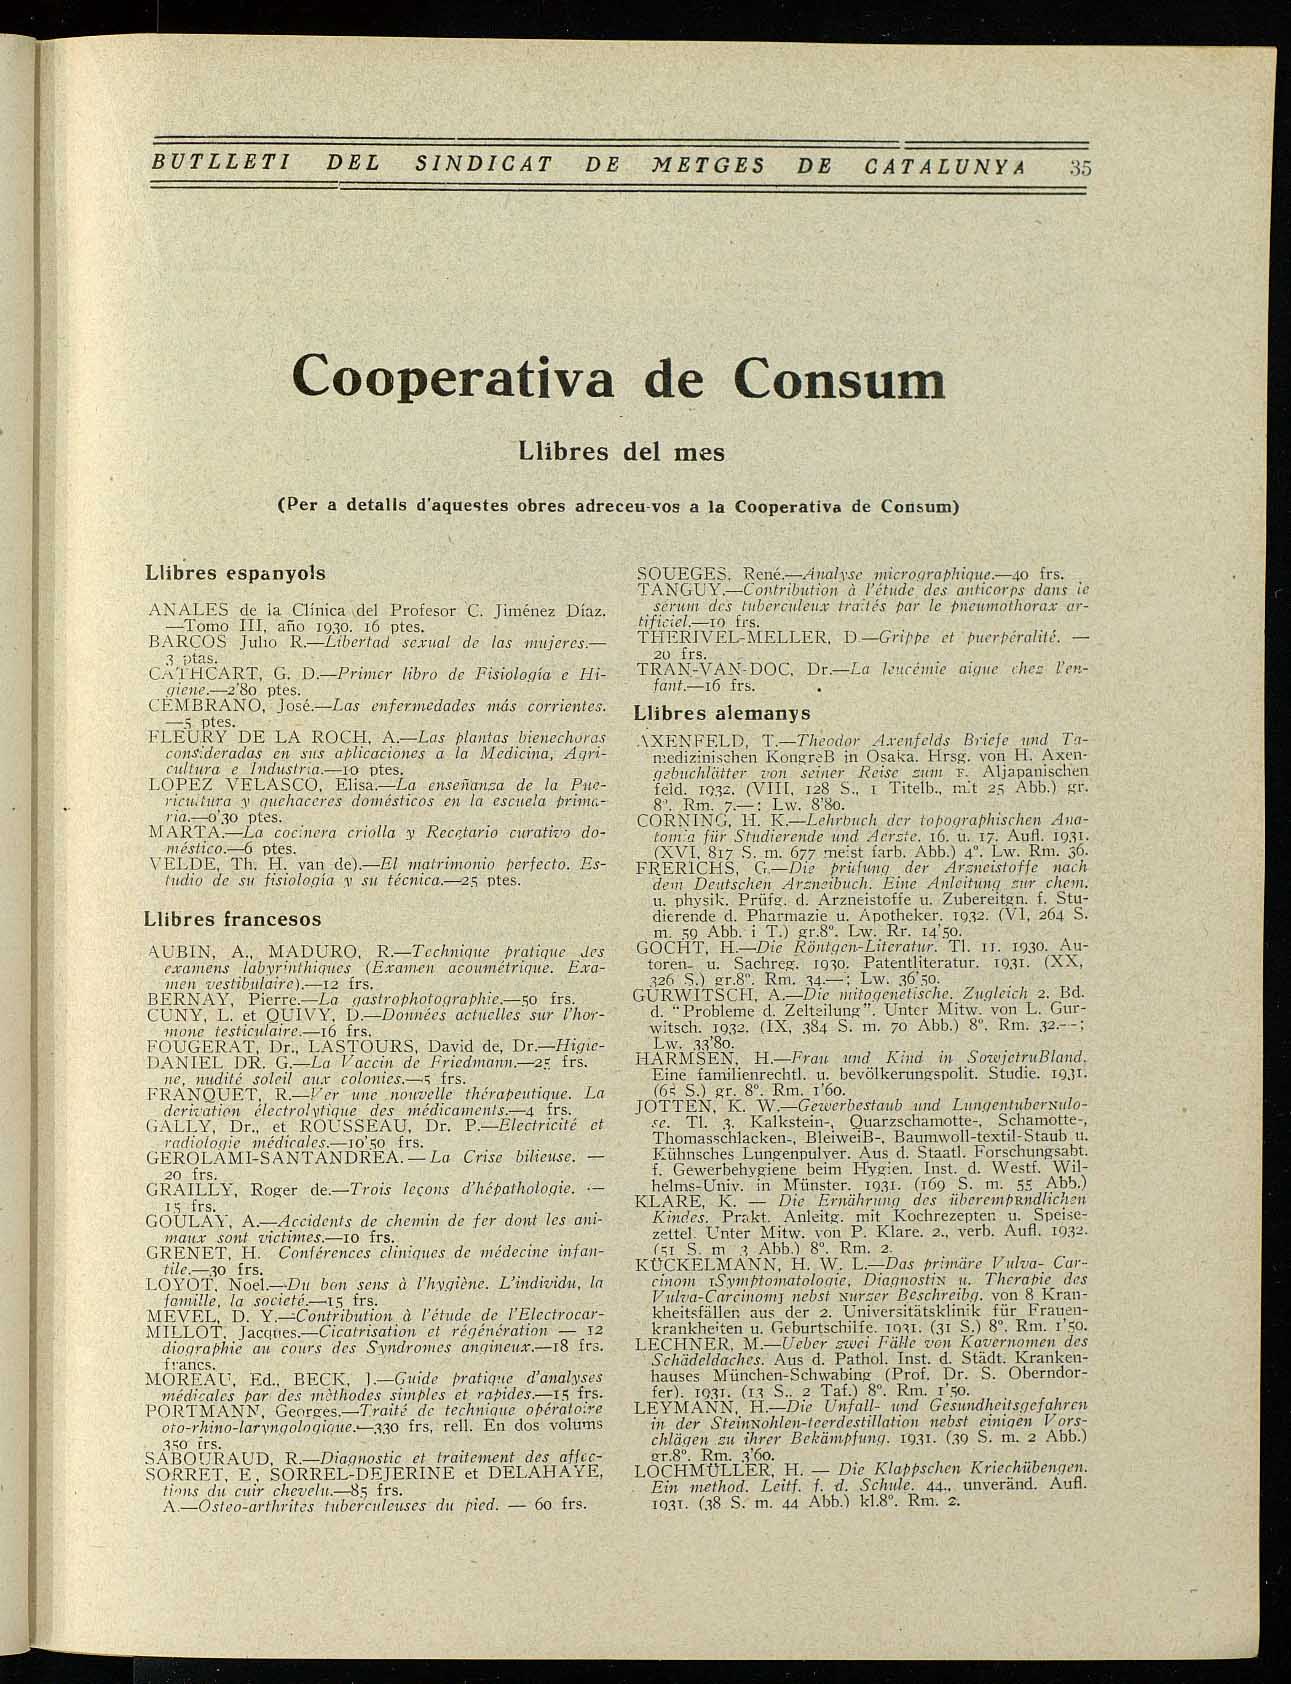 BUTLLETI DEL SINDICAT DE METGES DE CATALUNYA 35
Cooperativa de Consum
Llibres del mes
(Per a detalls d'aquestes obres adreceu-vos a la Cooperativa de Consum)
Llibres espanyols
ANALES de la Clínica del Profesor C. Jiménez Díaz.
—Tomo III, año 1930. 16 ptes.
BARCOS Julio R.—Libertad sexual de las mujeres.—
3 ptas.
CATHCART, G. D.—Primer libro de Fisiología e Hi-
giene.—2'80 ptes.
CEMBRANO, José.—Las enfermedades más corrientes.
—5 ptes.
FLEURY DE LA ROCH, A.—Las plantas bienechoras
consideradas en sus aplicaciones a la Medicina, Agri-
cultura e Industria.—10 ptes.
LOPEZ VELASCO, Elisa.—La enseñanza de la Pue-
ricultura y quehaceres domésticos en la escuela prima-
ria.—0'30 ptes.
MARTA.—La cocinera criolla y Recetario curativo do-
méstico.—6 ptes.
VELDE, Th. H. van de).—El matrimonio perfecto. Es-
tudio de su fisiología y su técnica.—25 ptes.
Llibres francesos
AUBIN, A., MADURO, R.—Technique pratique des
examens labyrinthiques (Examen acoumétrique. Exa-
men vestibulaire).—12 frs.
BERNAY, Pierre.—La gastrophotographie.—50 frs.
CUNY, L. et QUIVY, D.—Données actuelles sur l'hor-
mone testiculaire.—16 frs.
FOUGERAT, Dr., LASTOURS, David de, Dr.—Higie-
DANIEL DR. G.—La Vaccin de Friedmann.—25 frs.
ne, nudité soleil aux colonies.—5 frs.
FRANQUET, R.—Ver une nouvelle thérapeutique. La
derivation électrolytique des médicaments.—4 frs.
GALLY, Dr., et ROUSSEAU, Dr. P.—Electricité et
radiologie médicales.—10'50 frs.
GEROLAMI-SANTANDREA.—La Crise bilieuse. —
20 frs.
GRAILLY, Roger de.—Trois leçons d'hépathologie. —
15 frs.
GOULAY, A.—Accidents de chemin de fer dont les ani-
maux sont victimes.—10 frs.
GRENET, H. Conférences cliniques de médecine infan-
tile.—30 frs.
LOYOT, Noel.—Du bon sens à l'hygiène. L'individu, la
famille, la societé.—15 frs.
MEVEL, D. Y.—Contribution à l'étude de l'Electrocar-
MILLOT, Jacques.—Cicatrisation et régénération — 12
diographie au cours des Syndromes angineux.—18 frs.
francs.
MOREAU, Ed., BECK, J.—Guide pratique d'analyses
médicales par des méthodes simples et rapides.—15 frs.
PORTMANN, Georges.—Traité de technique opératoire
oto-rhino-laryngologique.—330 frs, rell. En dos volums
350 frs.
SABOURAUD, R.—Diagnostic et traitement des affec-
SORRET, E, SORREL-DEJERINE et DELAHAYE,
tions du cuir chevelu.—85 frs.
A.—Osteo-arthrites tuberculeuses du pied. — 60 frs.
SOUEGES, René.—Analyse micrographique.—40 frs.
TANGUY.—Contribution à l'étude des anticorps dans le
sérum des tuberculeux traités par le pneumothorax ar-
tificiel.—10 frs.
THERIVEL-MELLER, D.—Grippe et puerpéralité. —
20 frs.
TRAN-VAN-DOC, Dr.—La leucémie aigue chez l'en-
fant.—16 frs.
Llibres alemanys
AXENFELD, T.—Theodor Axenfelds Briefe und Ta-
medizinischen KongreB in Osaka. Hrsg. von H. Axen-
gebuchlätter von seiner Reise zum F. Aljapanischen
feld. 1932. (VIII, 128 S., 1 Titelb., mit 25 Abb.) gr.
8º. Rm. 7.—: Lw. 8'80.
CORNING, H. K.—Lehrbuch der topographischen Ana-
tomia für Studierende und Aerzte. 16. u. 17. Aufl. 1931.
(XVI, 817 S. m. 677 meist farb. Abb.) 4º. Lw. Rm. 36.
FRERICHS, G.—Die prüfung der Arzneistoffe nach
dem Deutschen Arzneibuch. Eine Anleitung zur chem.
u. physik. Prüfg. d. Arzneistoffe u. Zubereitgn. f. Stu-
dierende d. Pharmazie u. Apotheker. 1932. (VI, 264 S.
m. 59 Abb. i T.) gr.8º. Lw. Rr. 14'50.
GOCHT, H.—Die Röntgen-Literatur. Tl. 11. 1930. Au-
toren- u. Sachreg. 1930. Patentliteratur. 1931. (XX,
326 S.) gr.8º. Rm. 34.—; Lw. 36'50.
GURWITSCH, A.—Die mitogenetische. Zugleich 2. Bd.
d. "Probleme d. Zelteilung". Unter Mitw. von L. Gur-
witsch. 1932. (IX, 384 S. m. 70 Abb.) 8º. Rm. 32.--;
Lw. 33'80.
HARMSEN, H.—Frau und Kind in SowjetruBland.
Eine familienrechtl. u. bevölkerungspolit. Studie. 1931.
(65 S.) gr. 8º. Rm. 1'60.
JOTTEN, K. W.—Gewerbestaub und LungentuberNulo-
se. Tl. 3. Kalkstein-, Quarzschamotte-, Schamotte-,
Thomasschlacken-, BleiweiB-, Baumwoll-textil-Staub u.
Kühnsches Lungenpulver. Aus d. Staatl. Forschungsabt.
f. Gewerbehygiene beim Hygien. Inst. d. Westf. Wil-
helms-Univ. in Münster. 1931. (169 S. m. 55 Abb.)
KLARE, K. — Die Ernährung des überempRndlichen
Kindes. Prakt. Anleitg. mit Kochrezepten u. Speise-
zettel. Unter Mitw. von P. Klare. 2., verb. Aufl. 1932.
(51 S. m 3 Abb.) 8º. Rm. 2.
KÜCKELMANN, H. W. L.—Das primäre Vulva- Car-
cinom ISymptomatologie, DiagnostiN u. Therapie des
Vulva-Carcinomj nebst Nurzer Beschreibg. von 8 Kran-
kheitsfällen aus der 2. Universitätsklinik für Frauen-
krankheiten u. Geburtschilfe. 1931. (31 S.) 8º. Rm. 1'50.
LECHNER, M.—Ueber zwei Fälle von Kavernomen des
Schädeldaches. Aus d. Pathol. Inst. d. Städt. Kranken-
hauses München-Schwabing (Prof. Dr. S. Oberndor-
fer). 1931. (13 S., 2 Taf.) 8º. Rm. 1'50.
LEYMANN, H.—Die Unfall- und Gesundheitsgefahren
in der SteinNohlen-teerdestillation nebst einigen Vors-
chlägen zu ihrer Bekämpfung. 1931. (39 S. m. 2 Abb.)
gr.8º. Rm. 3'60.
LOCHMÜLLER, H. — Die Klappschen Kriechübengen.
Ein method. Leitf. f. d. Schule. 44., unveränd. Aufl.
1931. (38 S. m. 44 Abb.) kl.8º. Rm. 2.